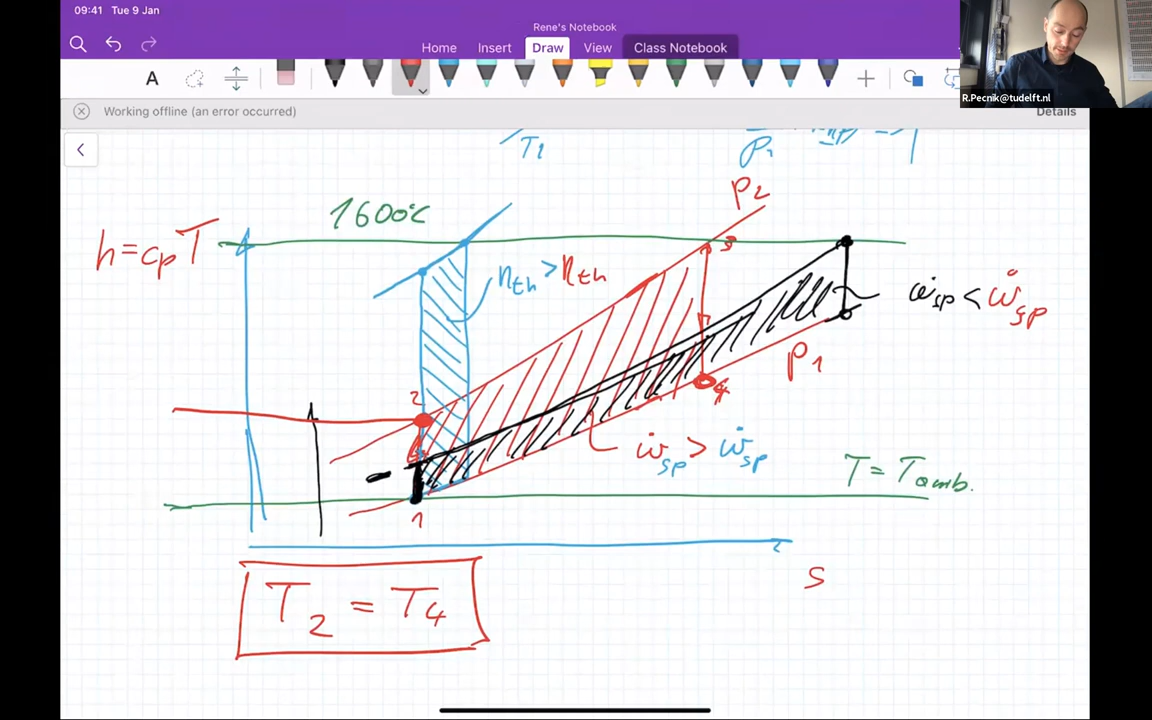 09:41 Tue 9 Jan
Rene's Notebook
Home Insert Draw View Class Notebook
A
R.Pecnik@tudelft.nl
Working offline (an error occurred)
Details
T1
P1
P2
1600°C
h=cpT
ηth>ηth
3
ẇsp<ẇsp
P1
2
4
ẇsp > ẇsp
T= Tamb.
1
S
T2 = T4